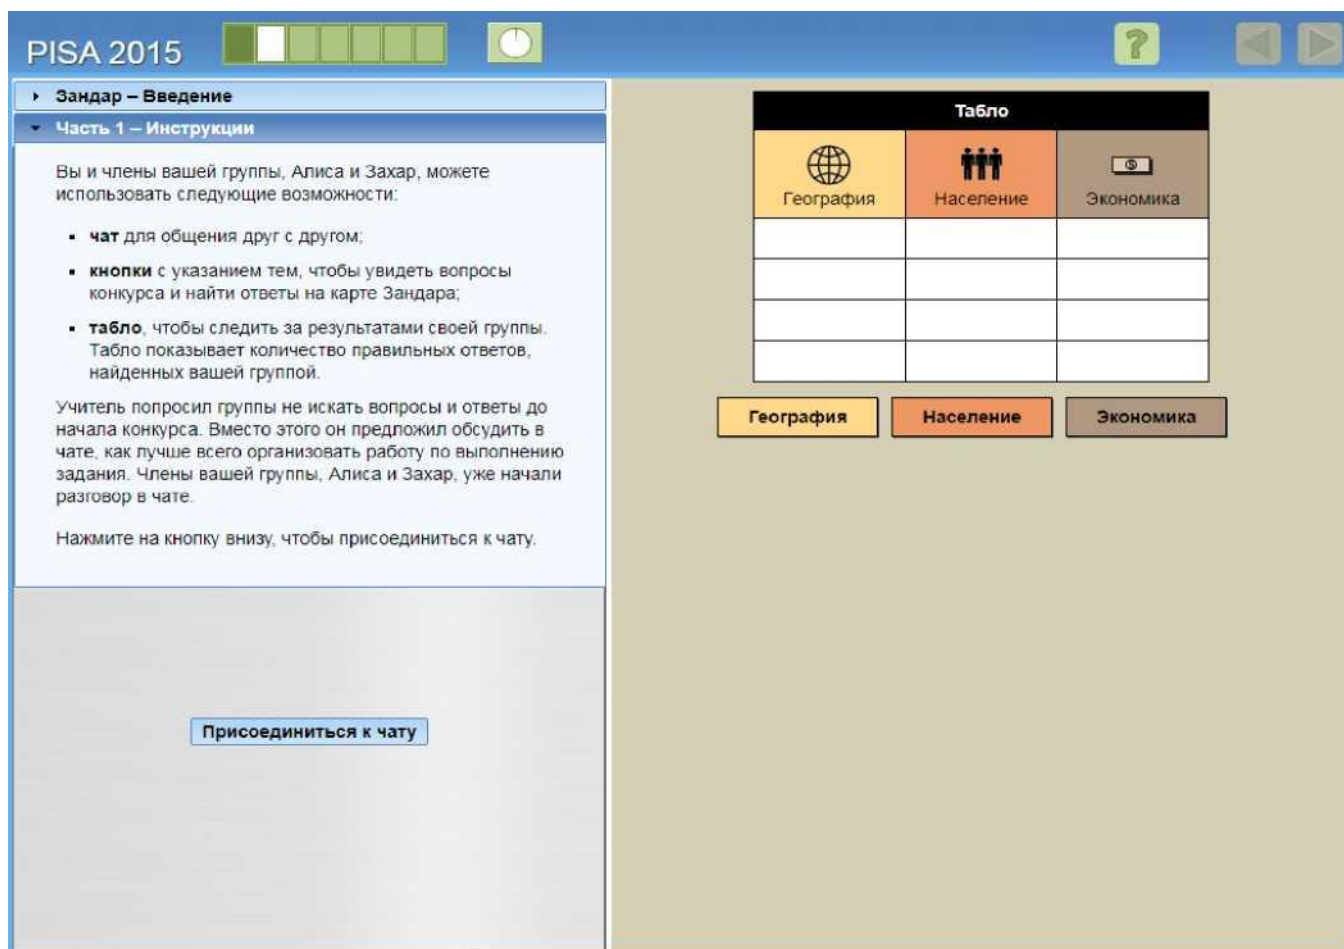 PISA 2015
?
Зандар – Введение
Часть 1 – Инструкции
Вы и члены вашей группы, Алиса и Захар, можете
использовать следующие возможности:
▪ чат для общения друг с другом;
▪ кнопки с указанием тем, чтобы увидеть вопросы
конкурса и найти ответы на карте Зандара;
▪ табло, чтобы следить за результатами своей группы.
Табло показывает количество правильных ответов,
найденных вашей группой.
Учитель попросил группы не искать вопросы и ответы до
начала конкурса. Вместо этого он предложил обсудить в
чате, как лучше всего организовать работу по выполнению
задания. Члены вашей группы, Алиса и Захар, уже начали
разговор в чате.
Нажмите на кнопку внизу, чтобы присоединиться к чату.
Присоединиться к чату
Табло
География Население Экономика
География Население Экономика